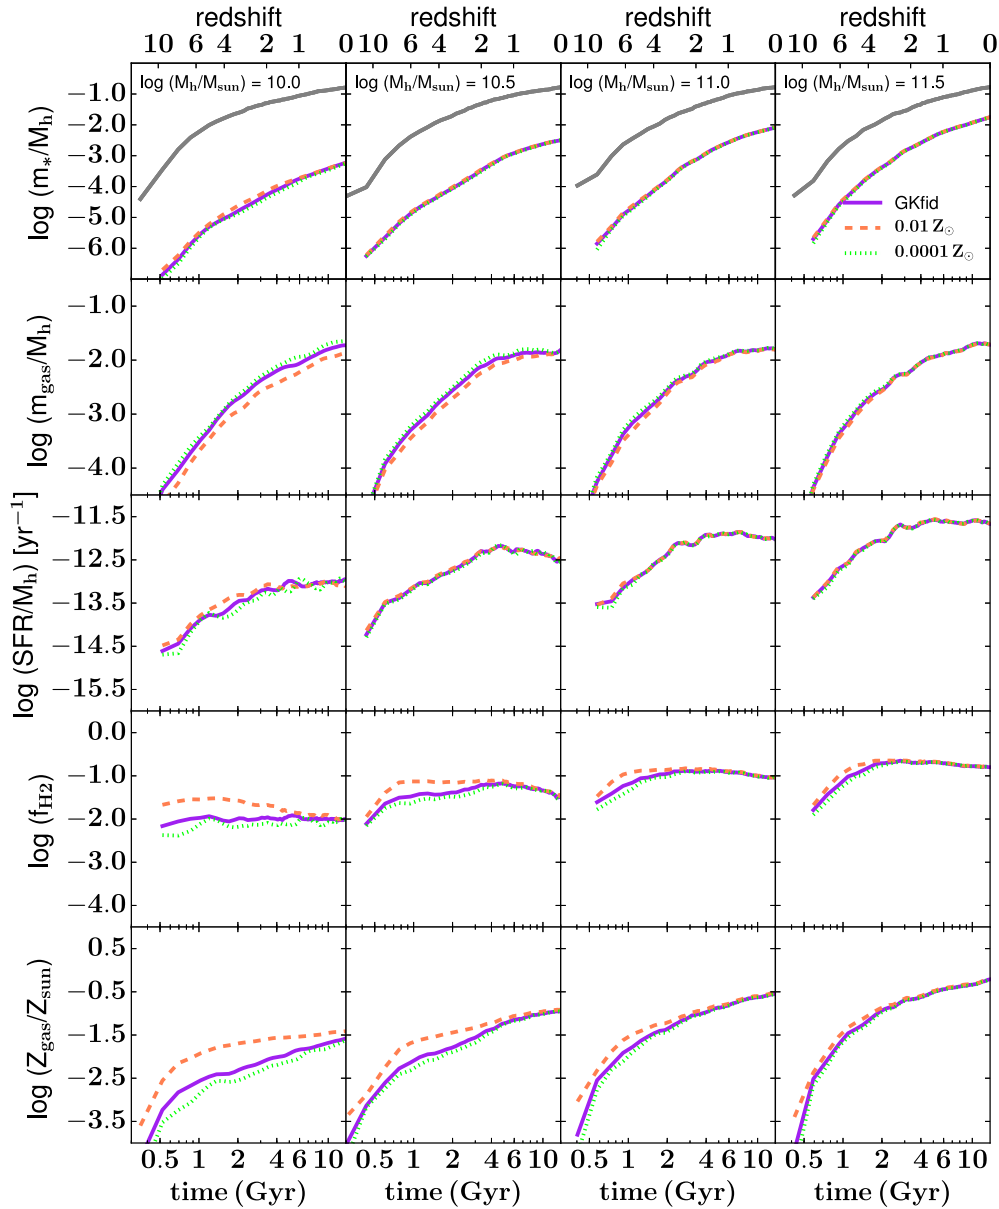 redshift redshift redshift redshift
10 6 4 2 1 0 10 6 4 2 1 0 10 6 4 2 1 0 10 6 4 2 1 0
log (M_h/M_sun) = 10.0 log (M_h/M_sun) = 10.5 log (M_h/M_sun) = 11.0 log (M_h/M_sun) = 11.5
log (m_*/M_h)
−1.0
−2.0
−3.0
−4.0
−5.0
−6.0
GKfid
0.01 Z_⊙
0.0001 Z_⊙
log (m_gas/M_h)
−1.0
−2.0
−3.0
−4.0
log (SFR/M_h) [yr^−1]
−11.5
−12.5
−13.5
−14.5
−15.5
log (f_H2)
0.0
−1.0
−2.0
−3.0
−4.0
log (Z_gas/Z_sun)
0.5
−0.5
−1.5
−2.5
−3.5
0.5 1 2 4 6 10 0.5 1 2 4 6 10 0.5 1 2 4 6 10 0.5 1 2 4 6 10
time (Gyr) time (Gyr) time (Gyr) time (Gyr)